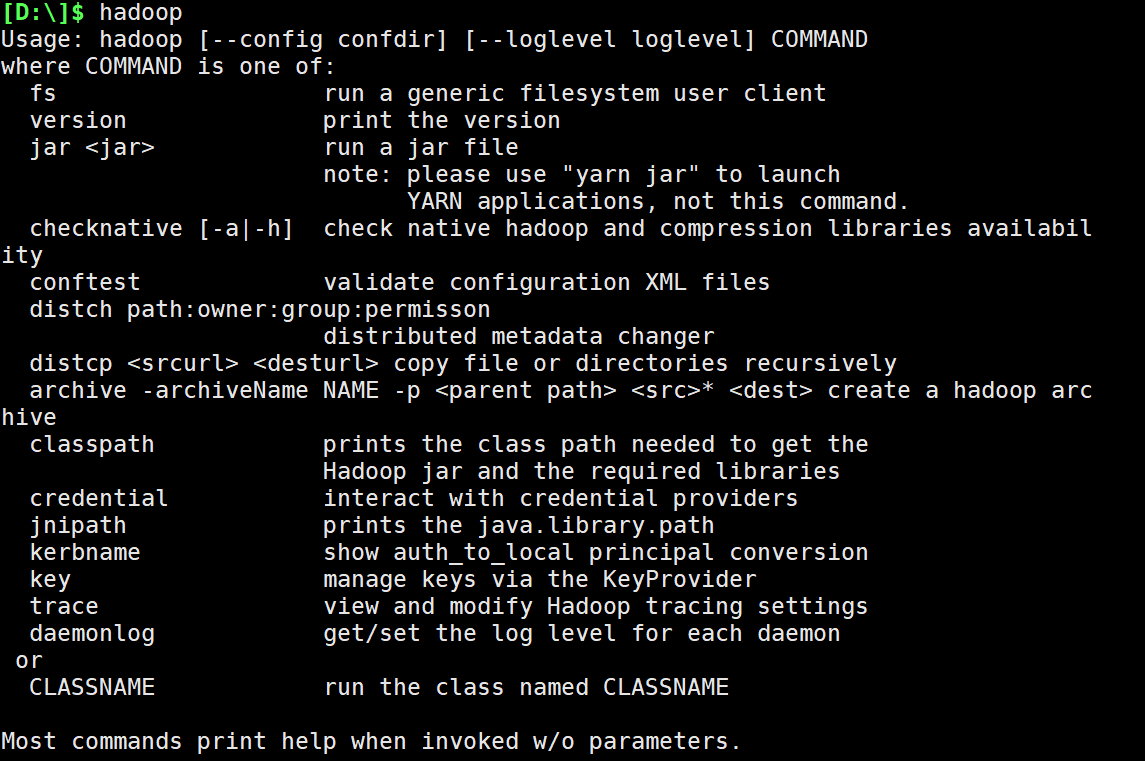 [D:\]$ hadoop
Usage: hadoop [--config confdir] [--loglevel loglevel] COMMAND
where COMMAND is one of:
  fs                   run a generic filesystem user client
  version              print the version
  jar <jar>            run a jar file
                       note: please use "yarn jar" to launch
                             YARN applications, not this command.
  checknative [-a|-h]  check native hadoop and compression libraries availabil
ity
  conftest             validate configuration XML files
  distch path:owner:group:permisson
                       distributed metadata changer
  distcp <srcurl> <desturl> copy file or directories recursively
  archive -archiveName NAME -p <parent path> <src>* <dest> create a hadoop arc
hive
  classpath            prints the class path needed to get the
                       Hadoop jar and the required libraries
  credential           interact with credential providers
  jnipath              prints the java.library.path
  kerbname             show auth_to_local principal conversion
  key                  manage keys via the KeyProvider
  trace                view and modify Hadoop tracing settings
  daemonlog            get/set the log level for each daemon
 or
  CLASSNAME            run the class named CLASSNAME

Most commands print help when invoked w/o parameters.